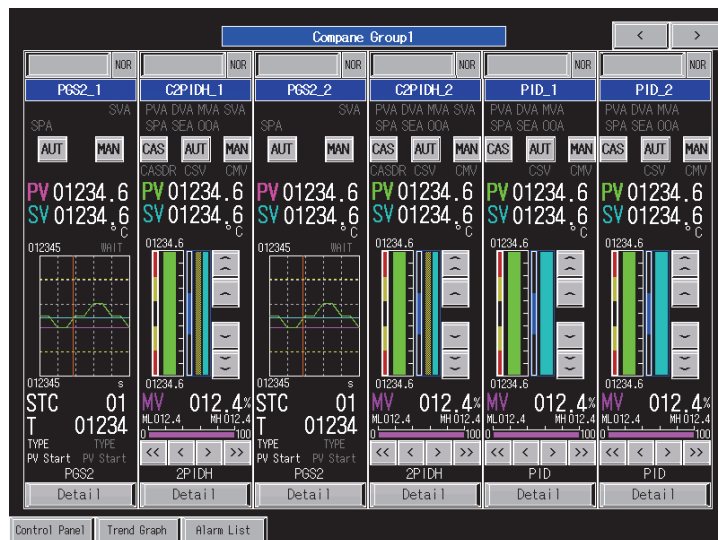 Compane Group1 < >
NOR NOR NOR NOR NOR NOR
PGS2_1 C2PIDH_1 PGS2_2 C2PIDH_2 PID_1 PID_2
SVA PVA DVA MVA SVA SVA PVA DVA MVA SVA PVA DVA MVA PVA DVA MVA
SPA SPA SEA OOA SPA SPA SEA OOA SPA SEA OOA SPA SEA OOA
AUT MAN CAS AUT MAN AUT MAN CAS AUT MAN CAS AUT MAN CAS AUT MAN
CASDR CSV CMV CASDR CSV CMV CSV CMV CSV CMV
PV 01234.6 PV 01234.6 PV 01234.6 PV 01234.6 PV 01234.6 PV 01234.6
SV 01234.6 SV 01234.6 SV 01234.6 SV 01234.6 SV 01234.6 SV 01234.6
°C °C °C °C °C °C
012345 WAIT 01234.6 012345 WAIT 01234.6 01234.6 01234.6
012345 s 01234.6 012345 s 01234.6 01234.6 01234.6
STC 01 MV 012.4% STC 01 MV 012.4% MV 012.4% MV 012.4%
T 01234 ML012.4 MH012.4 T 01234 ML012.4 MH012.4 ML012.4 MH012.4 ML012.4 MH012.4
0 100 0 100 0 100 0 100
TYPE TYPE TYPE TYPE
PV Start PV Start << < > >> PV Start PV Start << < > >> << < > >> << < > >>
PGS2 2PIDH PGS2 2PIDH PID PID
Detail Detail Detail Detail Detail Detail
Control Panel Trend Graph Alarm List